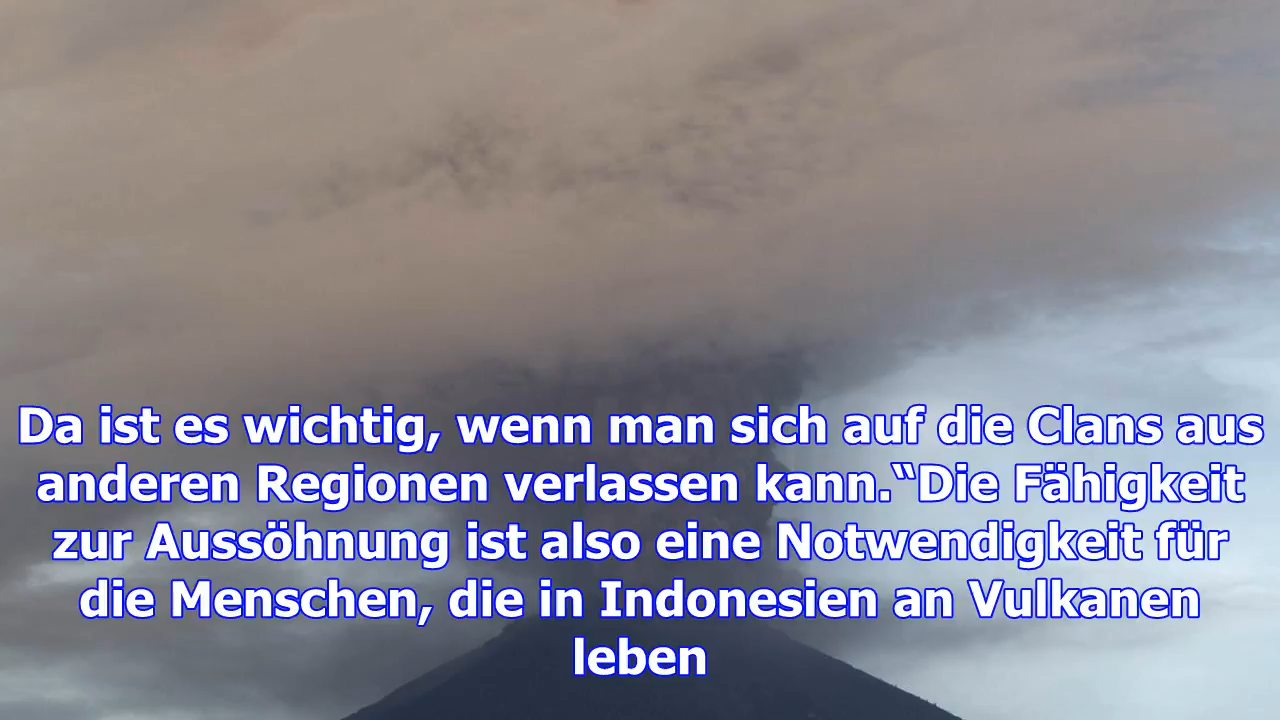 Da ist es wichtig, wenn man sich auf die Clans aus
anderen Regionen verlassen kann.“Die Fähigkeit
zur Aussöhnung ist also eine Notwendigkeit für
die Menschen, die in Indonesien an Vulkanen
leben